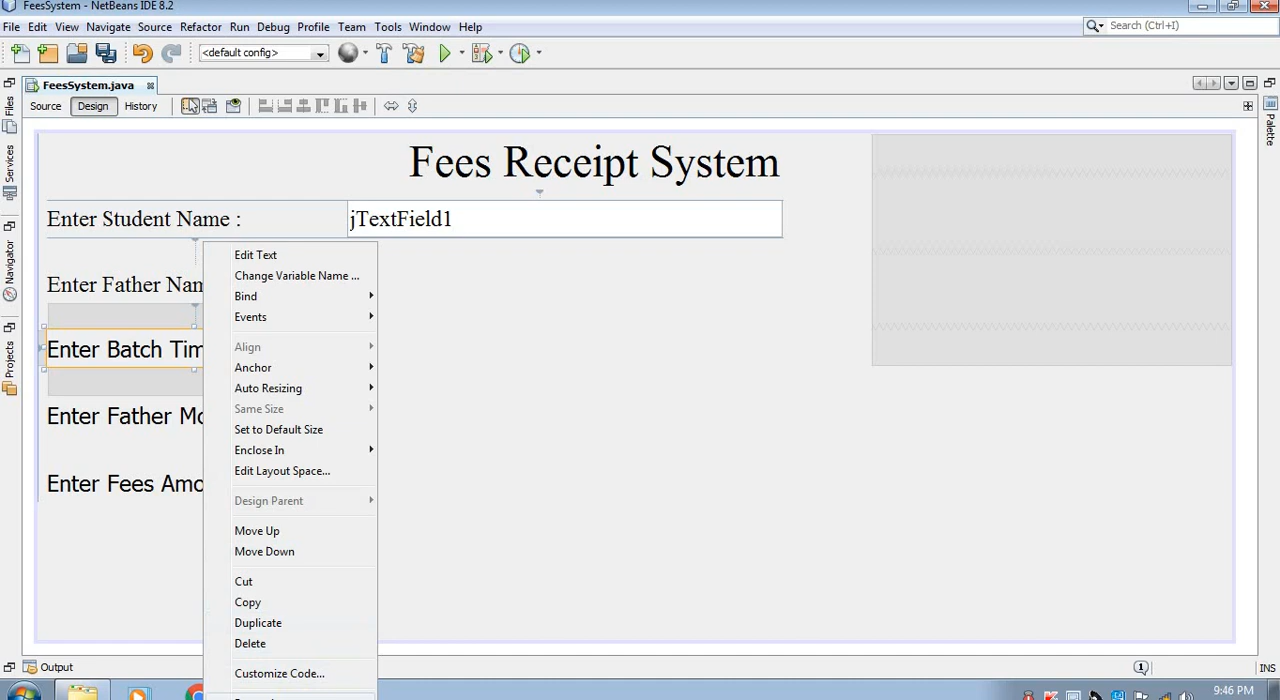 FeesSystem - NetBeans IDE 8.2
File Edit View Navigate Source Refactor Run Debug Profile Team Tools Window Help
Search (Ctrl+I)
<default config>
FeesSystem.java
Source Design History
Files
Services
Navigator
Projects
Palette
Fees Receipt System
Enter Student Name :
jTextField1
Enter Father Nam
Enter Batch Tim
Enter Father Mo
Enter Fees Amo
Edit Text
Change Variable Name ...
Bind
Events
Align
Anchor
Auto Resizing
Same Size
Set to Default Size
Enclose In
Edit Layout Space...
Design Parent
Move Up
Move Down
Cut
Copy
Duplicate
Delete
Customize Code...
Output
1
INS
9:46 PM